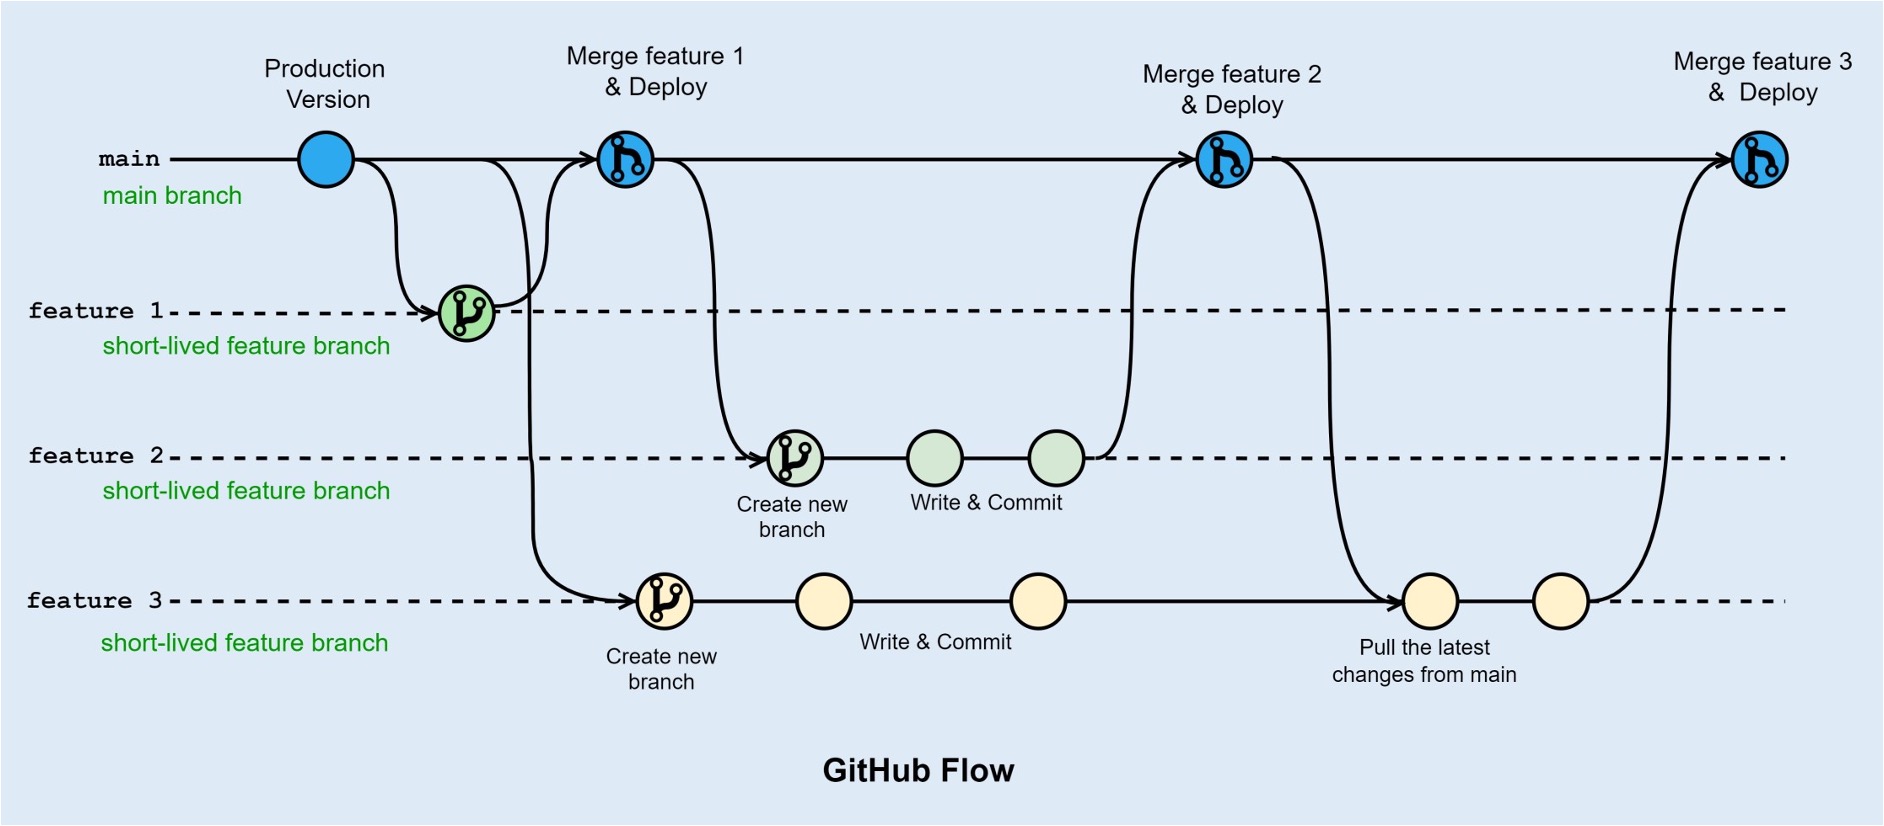 Production
Version
Merge feature 1
& Deploy
Merge feature 2
& Deploy
Merge feature 3
& Deploy
main
main branch
feature 1
short-lived feature branch
feature 2
short-lived feature branch
Create new
branch
Write & Commit
feature 3
short-lived feature branch
Create new
branch
Write & Commit
Pull the latest
changes from main
GitHub Flow